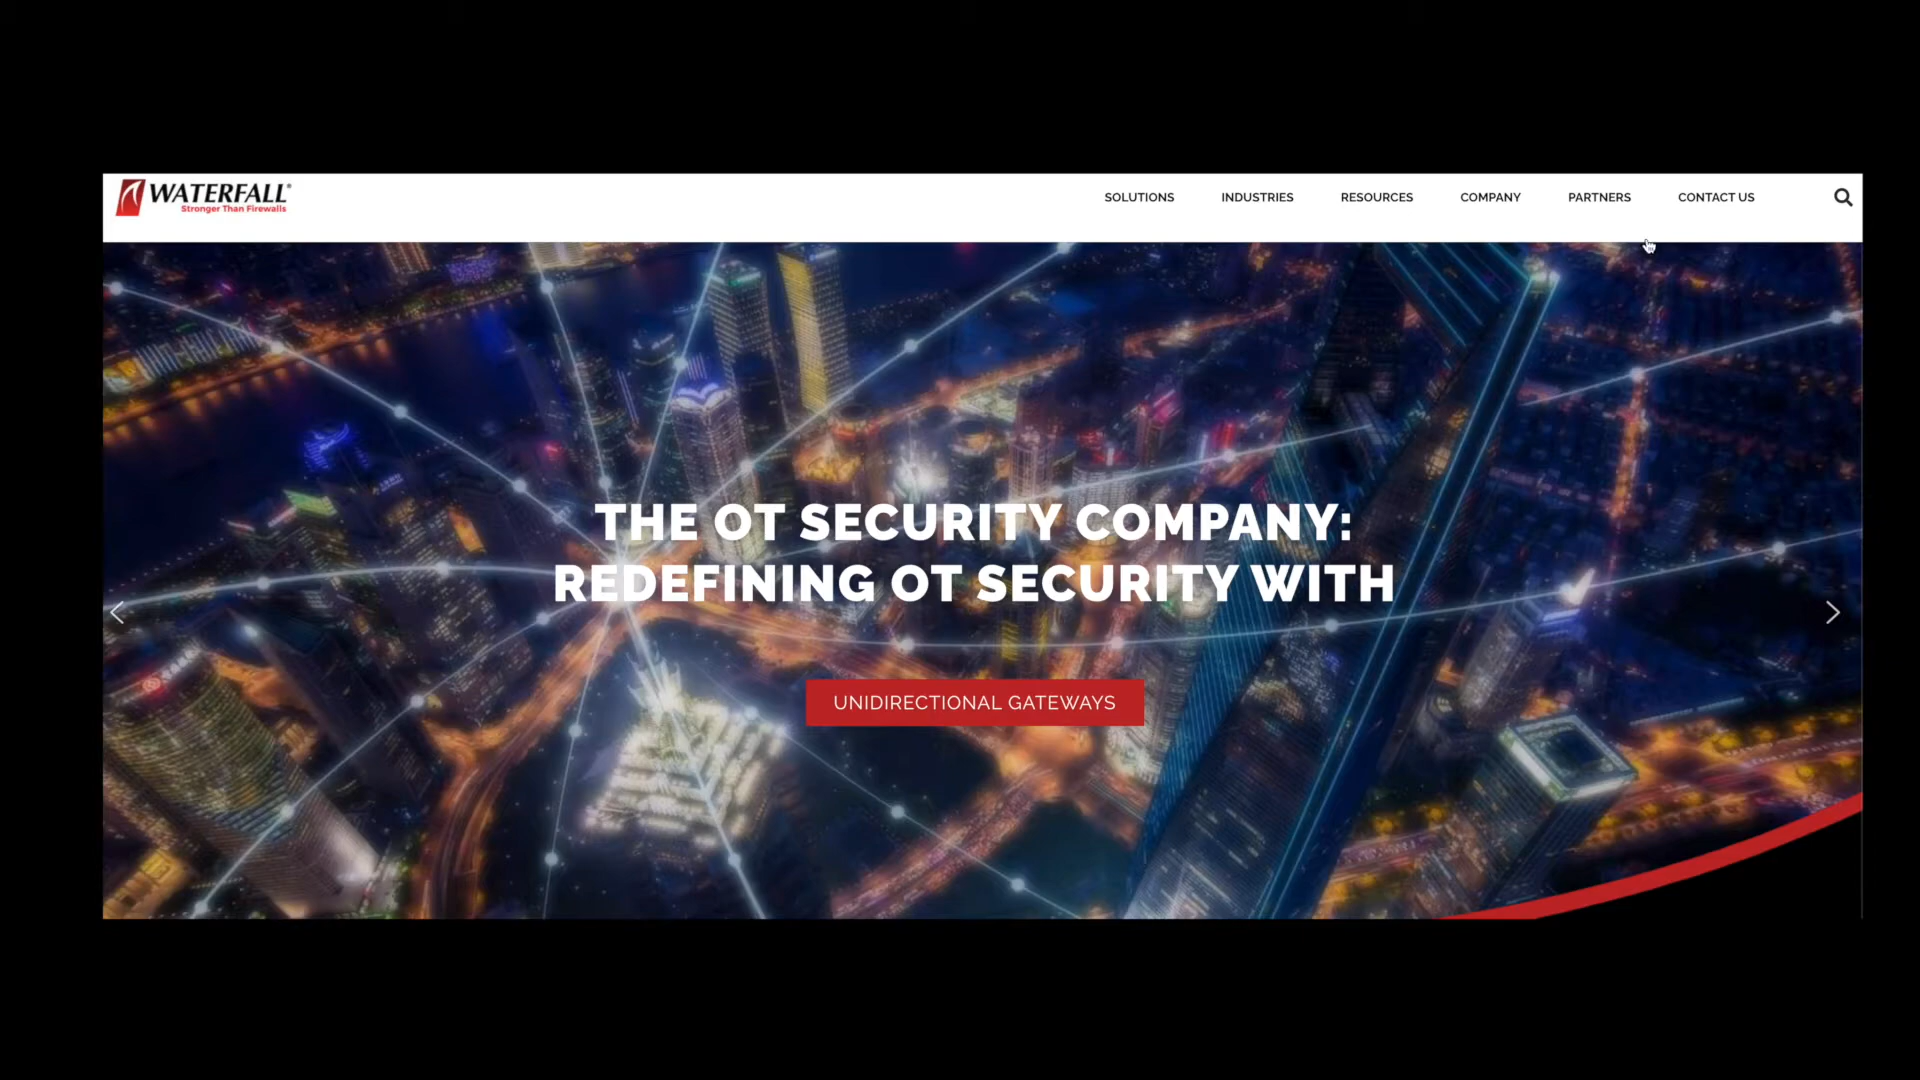 WATERFALL®
Stronger Than Firewalls
SOLUTIONS
INDUSTRIES
RESOURCES
COMPANY
PARTNERS
CONTACT US
THE OT SECURITY COMPANY:
REDEFINING OT SECURITY WITH
UNIDIRECTIONAL GATEWAYS